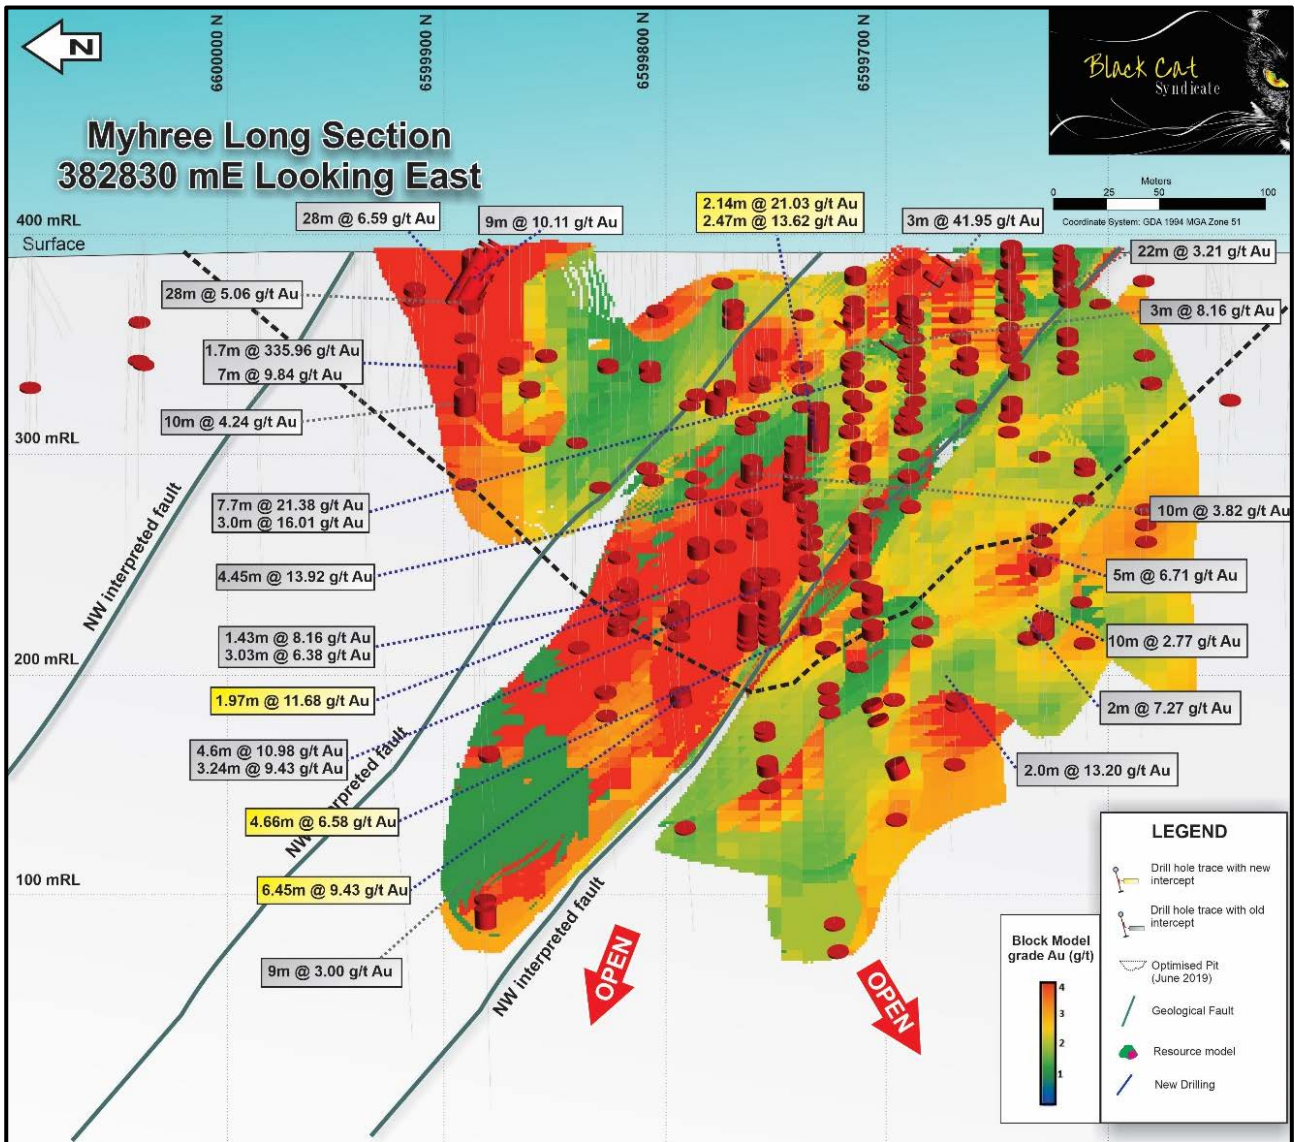 N
6600000 N
6599900 N
6599800 N
6599700 N
Black Cat
Syndicate
Myhree Long Section
382830 mE Looking East
Meters
0 25 50 100
Coordinate System: GDA 1994 MGA Zone 51
400 mRL
Surface
28m @ 6.59 g/t Au
9m @ 10.11 g/t Au
2.14m @ 21.03 g/t Au
2.47m @ 13.62 g/t Au
3m @ 41.95 g/t Au
22m @ 3.21 g/t Au
28m @ 5.06 g/t Au
3m @ 8.16 g/t Au
1.7m @ 335.96 g/t Au
7m @ 9.84 g/t Au
10m @ 4.24 g/t Au
300 mRL
7.7m @ 21.38 g/t Au
3.0m @ 16.01 g/t Au
10m @ 3.82 g/t Au
NW interpreted fault
4.45m @ 13.92 g/t Au
5m @ 6.71 g/t Au
1.43m @ 8.16 g/t Au
3.03m @ 6.38 g/t Au
10m @ 2.77 g/t Au
200 mRL
1.97m @ 11.68 g/t Au
2m @ 7.27 g/t Au
4.6m @ 10.98 g/t Au
3.24m @ 9.43 g/t Au
2.0m @ 13.20 g/t Au
NW interpreted fault
4.66m @ 6.58 g/t Au
100 mRL
6.45m @ 9.43 g/t Au
NW interpreted fault
9m @ 3.00 g/t Au
OPEN
OPEN
Block Model
grade Au (g/t)
4
3
2
1
LEGEND
Drill hole trace with new
intercept
Drill hole trace with old
intercept
Optimised Pit
(June 2019)
Geological Fault
Resource model
New Drilling